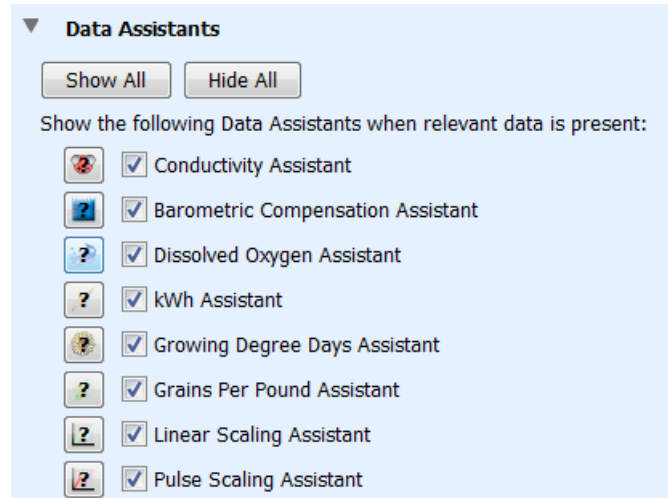 Data Assistants
Show All Hide All
Show the following Data Assistants when relevant data is present:
? Conductivity Assistant
? Barometric Compensation Assistant
? Dissolved Oxygen Assistant
? kWh Assistant
? Growing Degree Days Assistant
? Grains Per Pound Assistant
? Linear Scaling Assistant
? Pulse Scaling Assistant